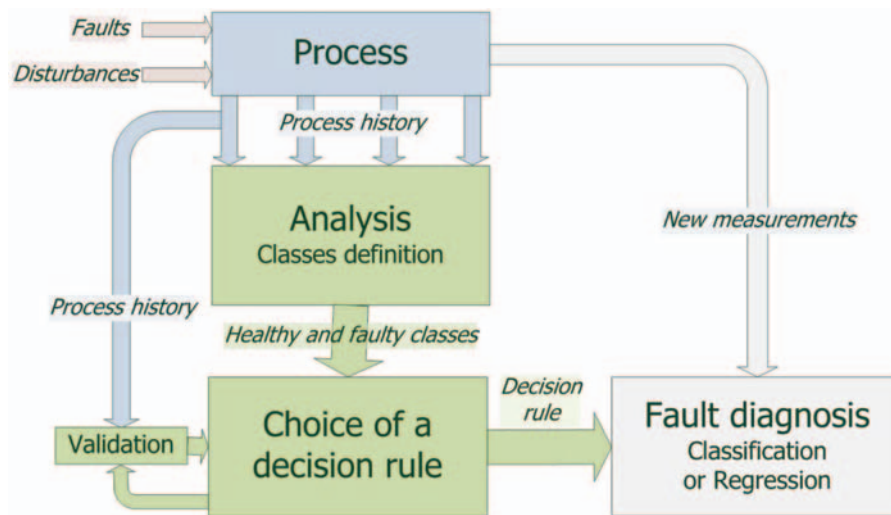 Faults
Process
Disturbances
Process history
Analysis
Classes definition
New measurements
Process history
Healthy and faulty classes
Decision
rule
Choice of a
decision rule
Validation
Fault diagnosis
Classification
or Regression